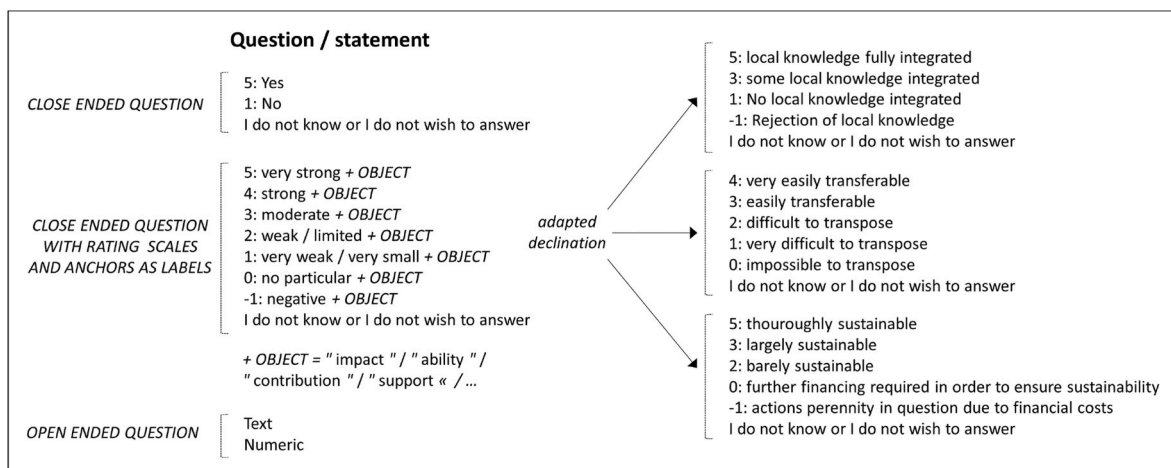 Question / statement
CLOSE ENDED QUESTION
5: Yes
1: No
I do not know or I do not wish to answer
CLOSE ENDED QUESTION
WITH RATING SCALES
AND ANCHORS AS LABELS
5: very strong + OBJECT
4: strong + OBJECT
3: moderate + OBJECT
2: weak / limited + OBJECT
1: very weak / very small + OBJECT
0: no particular + OBJECT
-1: negative + OBJECT
I do not know or I do not wish to answer
+ OBJECT = " impact " / " ability " /
" contribution " / " support « / ...
OPEN ENDED QUESTION
Text
Numeric
adapted
declination
5: local knowledge fully integrated
3: some local knowledge integrated
1: No local knowledge integrated
-1: Rejection of local knowledge
I do not know or I do not wish to answer
4: very easily transferable
3: easily transferable
2: difficult to transpose
1: very difficult to transpose
0: impossible to transpose
I do not know or I do not wish to answer
5: thouroughly sustainable
3: largely sustainable
2: barely sustainable
0: further financing required in order to ensure sustainability
-1: actions perennity in question due to financial costs
I do not know or I do not wish to answer